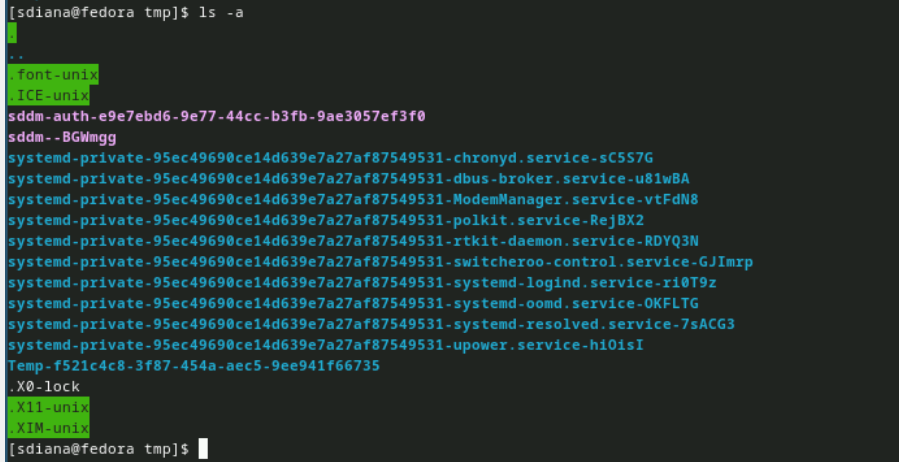 [sdiana@fedora tmp]$ ls -a
.
..
.font-unix
.ICE-unix
sddm-auth-e9e7ebd6-9e77-44cc-b3fb-9ae3057ef3f0
sddm--BGWmgg
systemd-private-95ec49690ce14d639e7a27af87549531-chronyd.service-sC5S7G
systemd-private-95ec49690ce14d639e7a27af87549531-dbus-broker.service-u81wBA
systemd-private-95ec49690ce14d639e7a27af87549531-ModemManager.service-vtFdN8
systemd-private-95ec49690ce14d639e7a27af87549531-polkit.service-RejBX2
systemd-private-95ec49690ce14d639e7a27af87549531-rtkit-daemon.service-RDYQ3N
systemd-private-95ec49690ce14d639e7a27af87549531-switcheroo-control.service-GJImrp
systemd-private-95ec49690ce14d639e7a27af87549531-systemd-logind.service-ri0T9z
systemd-private-95ec49690ce14d639e7a27af87549531-systemd-oomd.service-OKFLTG
systemd-private-95ec49690ce14d639e7a27af87549531-systemd-resolved.service-7sACG3
systemd-private-95ec49690ce14d639e7a27af87549531-upower.service-hiOisI
Temp-f521c4c8-3f87-454a-aec5-9ee941f66735
.X0-lock
.X11-unix
.XIM-unix
[sdiana@fedora tmp]$